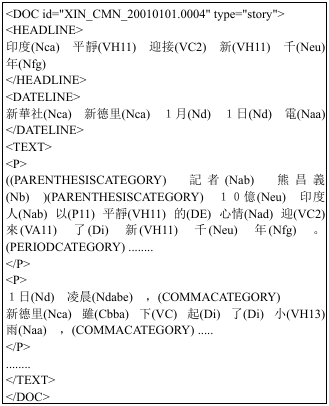 <DOC id="XIN_CMN_20010101.0004" type="story">
<HEADLINE>
印度(Nca) 平靜(VH11) 迎接(VC2) 新(VH11) 千(Neu)
年(Nfg)
</HEADLINE>
<DATELINE>
新華社(Nca) 新德里(Nca) １月(Nd) １日(Nd) 電(Naa)
</DATELINE>
<TEXT>
<P>
((PARENTHESISCATEGORY) 記者(Nab) 熊昌義
(Nb) )(PARENTHESISCATEGORY) １０億(Neu) 印度
人(Nab) 以(P11) 平靜(VH11) 的(DE) 心情(Nad) 迎(VC2)
來(VA11) 了(Di) 新(VH11) 千(Neu) 年(Nfg) 。
(PERIODCATEGORY) ........
</P>
<P>
１日(Nd) 凌晨(Ndabe) ，(COMMACATEGORY)
新德里(Nca) 雖(Cbba) 下(VC) 起(Di) 了(Di) 小(VH13)
雨(Naa) ，(COMMACATEGORY) .....
</P>
........
</TEXT>
</DOC>